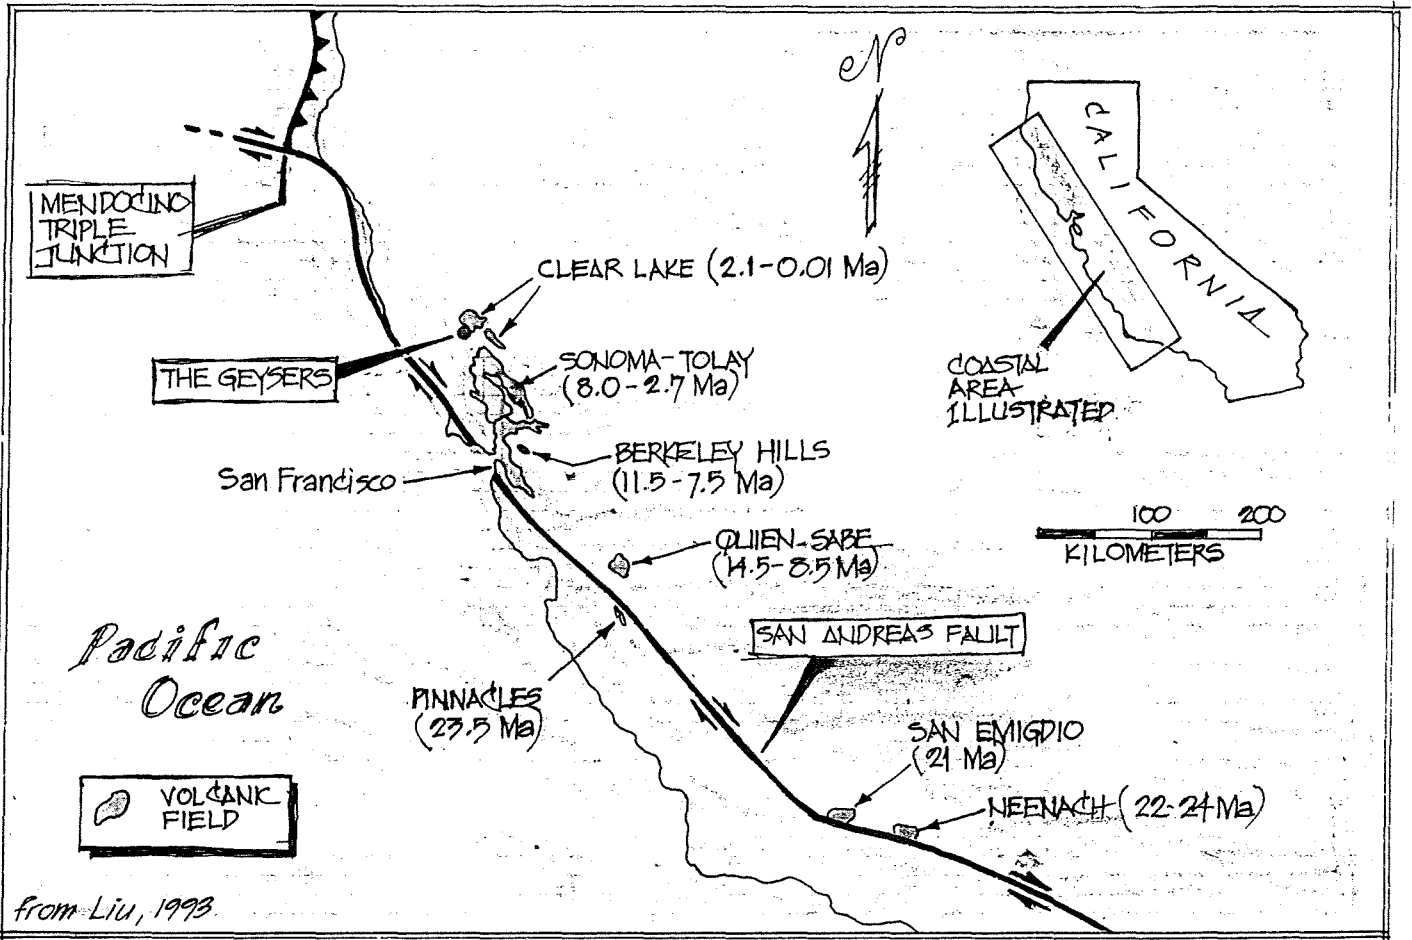 N
MENDOCINO
TRIPLE
JUNCTION
CALIFORNIA
CLEAR LAKE (2.1-0.01 Ma)
THE GEYSERS
SONOMA-TOLAY
(8.0-2.7 Ma)
COASTAL
AREA
ILLUSTRATED
BERKELEY HILLS
(11.5-7.5 Ma)
San Francisco
100 200
KILOMETERS
QUIEN-SABE
(14.5-8.5 Ma)
SAN ANDREAS FAULT
Pacific
Ocean
PINNACLES
(23.5 Ma)
SAN EMIGDIO
(21 Ma)
NEENACH (22-24 Ma)
VOLCANIC
FIELD
from Liu, 1993